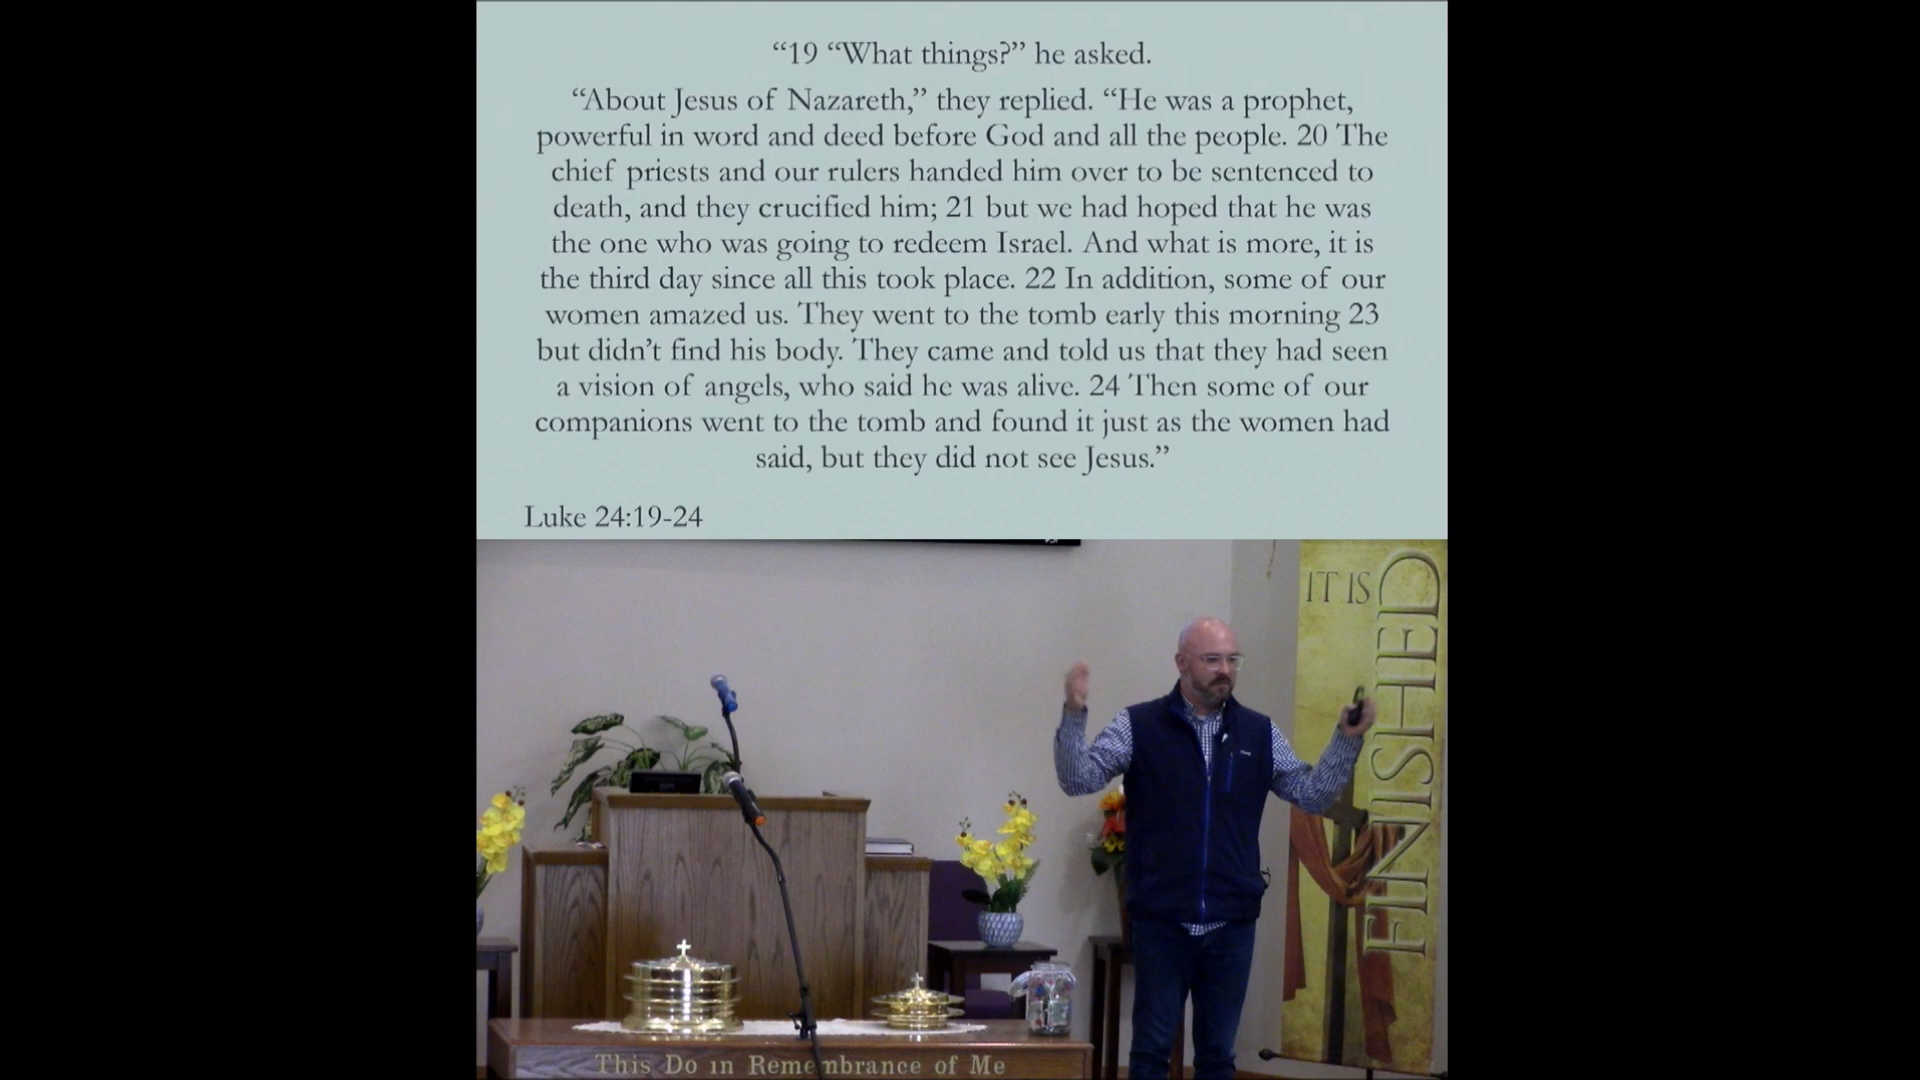 “19 “What things?” he asked.
“About Jesus of Nazareth,” they replied. “He was a prophet,
powerful in word and deed before God and all the people. 20 The
chief priests and our rulers handed him over to be sentenced to
death, and they crucified him; 21 but we had hoped that he was
the one who was going to redeem Israel. And what is more, it is
the third day since all this took place. 22 In addition, some of our
women amazed us. They went to the tomb early this morning 23
but didn’t find his body. They came and told us that they had seen
a vision of angels, who said he was alive. 24 Then some of our
companions went to the tomb and found it just as the women had
said, but they did not see Jesus.”
Luke 24:19-24
IT IS
FINISHED
This Do in Remembrance of Me